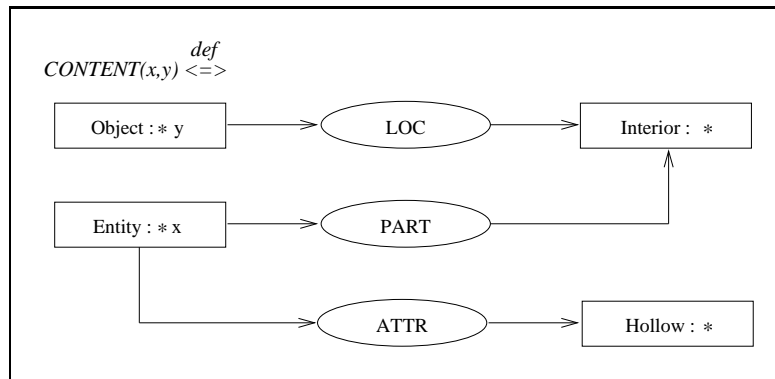 def
CONTENT(x,y) <=>
Object : * y
LOC
Interior : *
Entity : * x
PART
ATTR
Hollow : *